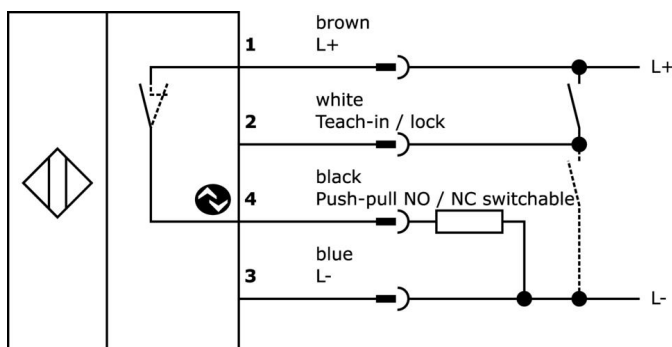 brown
1
L+
L+
white
2
Teach-in / lock
black
4
Push-pull NO / NC switchable
blue
3
L-
L-